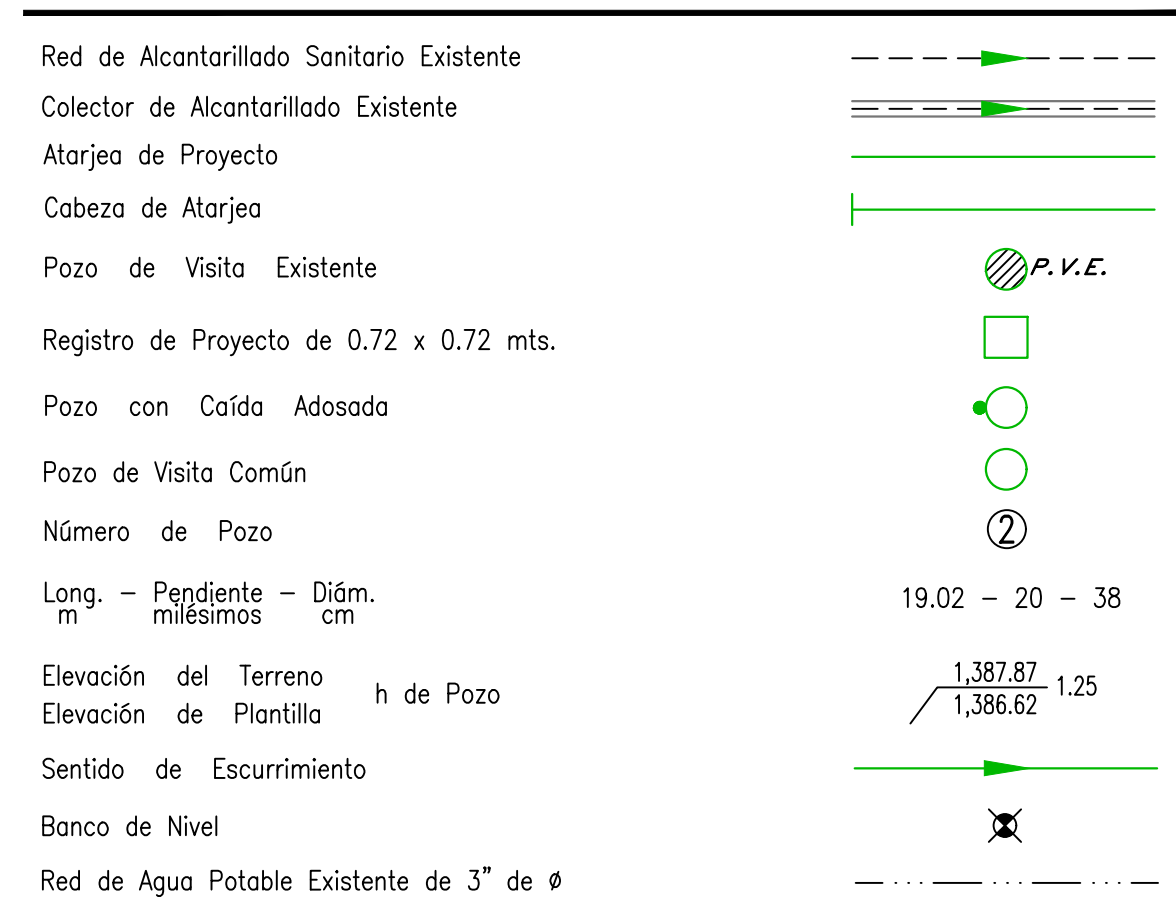 Red de Alcantarillado Sanitario Existente
Colector de Alcantarillado Existente
Atarjea de Proyecto
Cabeza de Atarjea
Pozo de Visita Existente P.V.E.
Registro de Proyecto de 0.72 x 0.72 mts.
Pozo con Caída Adosada
Pozo de Visita Común
Número de Pozo 2
Long. – Pendiente – Diám. 19.02 – 20 – 38
m milésimos cm
Elevación del Terreno 1,387.87
h de Pozo 1.25
Elevación de Plantilla 1,386.62
Sentido de Escurrimiento
Banco de Nivel
Red de Agua Potable Existente de 3" de ø